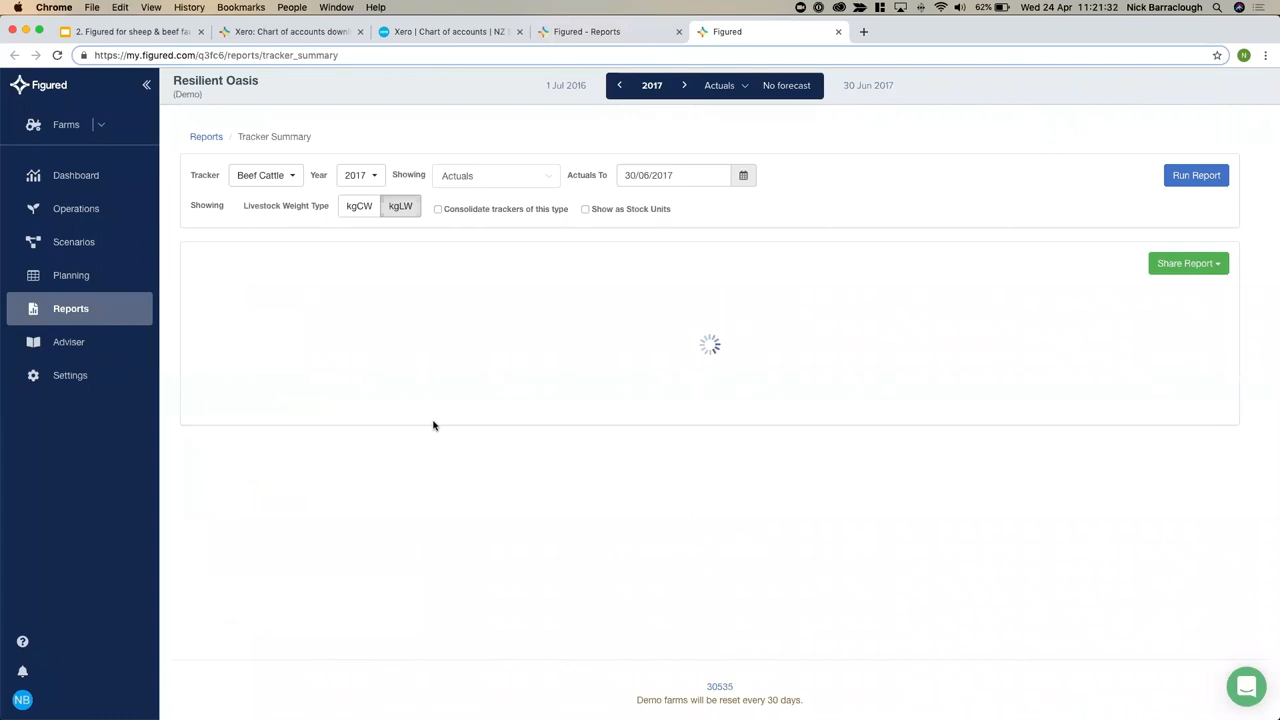 Chrome File Edit View History Bookmarks People Window Help
62% Wed 24 Apr 11:21:32 Nick Barraclough
2. Figured for sheep & beef fa
Xero: Chart of accounts downl
Xero | Chart of accounts | NZ S
Figured - Reports
Figured
https://my.figured.com/q3fc6/reports/tracker_summary
N
Figured
Farms
Dashboard
Operations
Scenarios
Planning
Reports
Adviser
Settings
NB
Resilient Oasis
(Demo)
1 Jul 2016
2017
Actuals
No forecast
30 Jun 2017
Reports / Tracker Summary
Tracker Beef Cattle Year 2017 Showing Actuals Actuals To 30/06/2017 Run Report
Showing Livestock Weight Type kgCW kgLW Consolidate trackers of this type Show as Stock Units
Share Report
30535
Demo farms will be reset every 30 days.